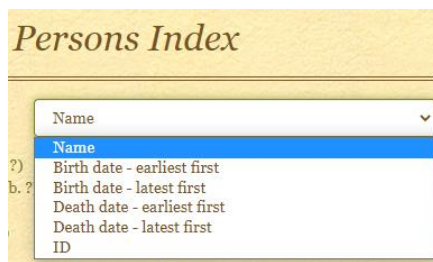 Persons Index
Name
Name
?)
Birth date - earliest first
b. ?
Birth date - latest first
Death date - earliest first
Death date - latest first
ID